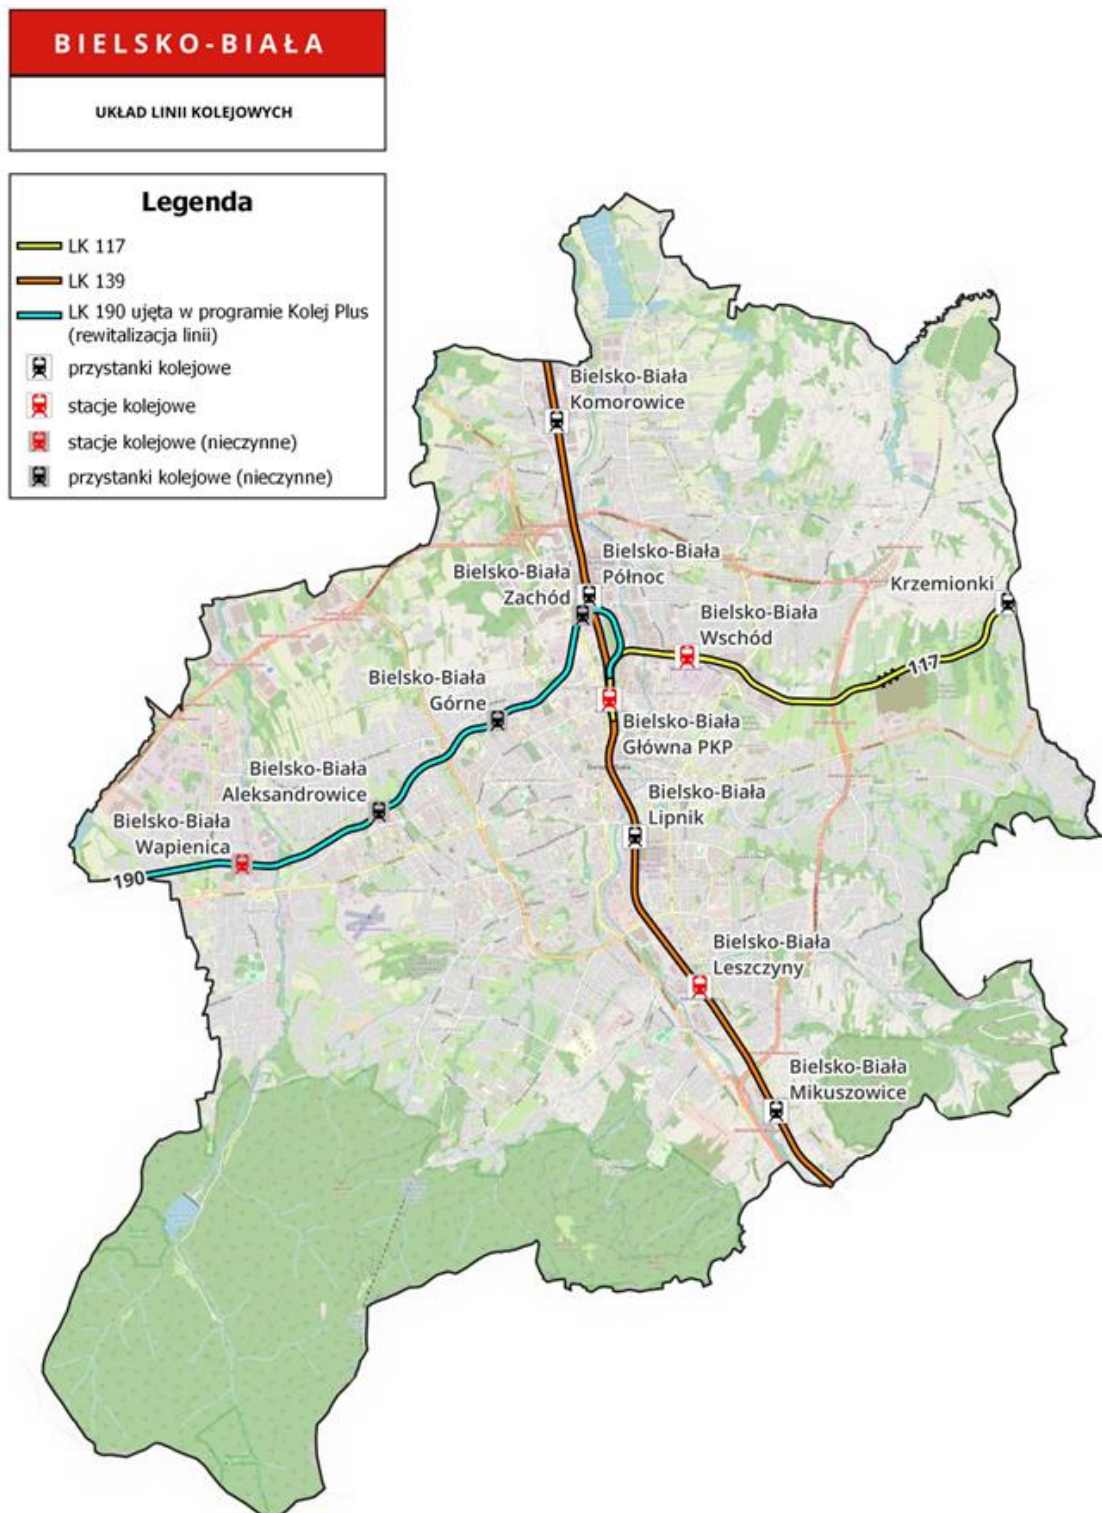 BIELSKO-BIAŁA
UKŁAD LINII KOLEJOWYCH
Legenda
LK 117
LK 139
LK 190 ujęta w programie Kolej Plus
(rewitalizacja linii)
przystanki kolejowe
stacje kolejowe
stacje kolejowe (nieczynne)
przystanki kolejowe (nieczynne)
Bielsko-Biała
Komorowice
Bielsko-Biała
Północ
Bielsko-Biała
Zachód
Krzemionki
Bielsko-Biała
Wschód
117
Bielsko-Biała
Górne
Bielsko-Biała
Główna PKP
Bielsko-Biała
Aleksandrowice
Bielsko-Biała
Lipnik
Bielsko-Biała
Wapienica
190
Bielsko-Biała
Leszczyny
Bielsko-Biała
Mikuszowice